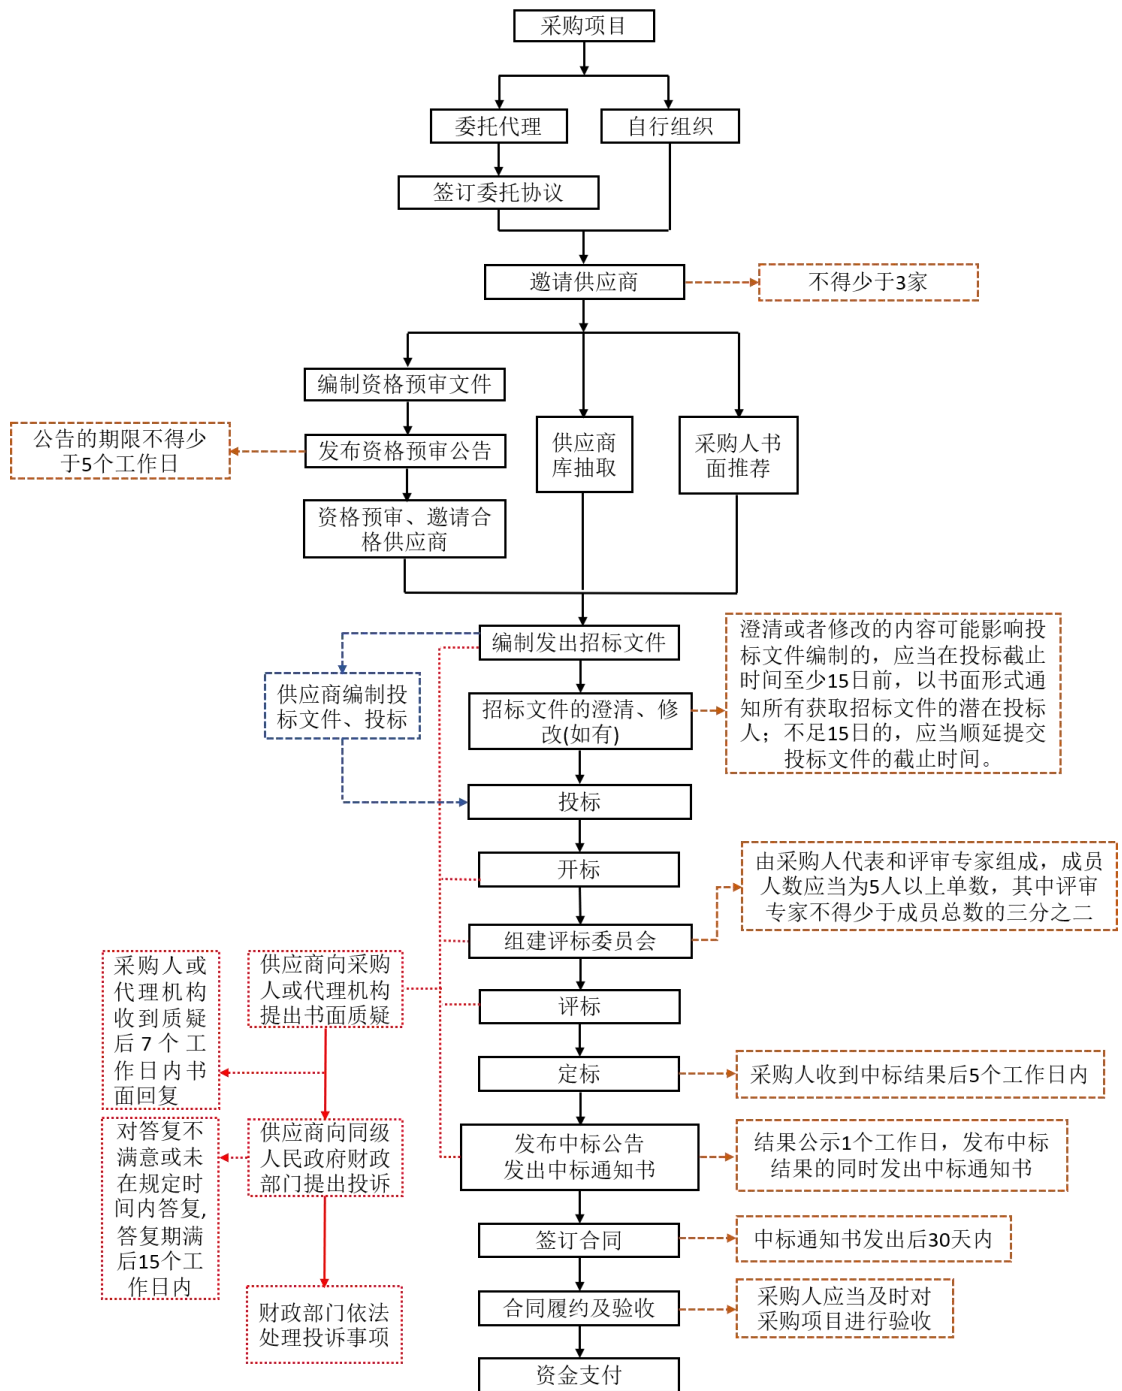 采购项目
委托代理
自行组织
签订委托协议
邀请供应商
不得少于3家
编制资格预审文件
公告的期限不得少
于5个工作日
发布资格预审公告
供应商
库抽取
采购人书
面推荐
资格预审、邀请合
格供应商
编制发出招标文件
澄清或者修改的内容可能影响投
标文件编制的，应当在投标截止
时间至少15日前，以书面形式通
知所有获取招标文件的潜在投标
人；不足15日的，应当顺延提交
投标文件的截止时间。
供应商编制投
标文件、投标
招标文件的澄清、修
改(如有)
投标
开标
由采购人代表和评审专家组成，成员
人数应当为5人以上单数，其中评审
专家不得少于成员总数的三分之二
组建评标委员会
采购人或
代理机构
收到质疑
后7个工
作日内书
面回复
供应商向采购
人或代理机构
提出书面质疑
评标
定标
采购人收到中标结果后5个工作日内
对答复不
满意或未
在规定时
间内答复,
答复期满
后15个工
作日内
供应商向同级
人民政府财政
部门提出投诉
发布中标公告
发出中标通知书
结果公示1个工作日，发布中标
结果的同时发出中标通知书
签订合同
中标通知书发出后30天内
财政部门依法
处理投诉事项
合同履约及验收
采购人应当及时对
采购项目进行验收
资金支付